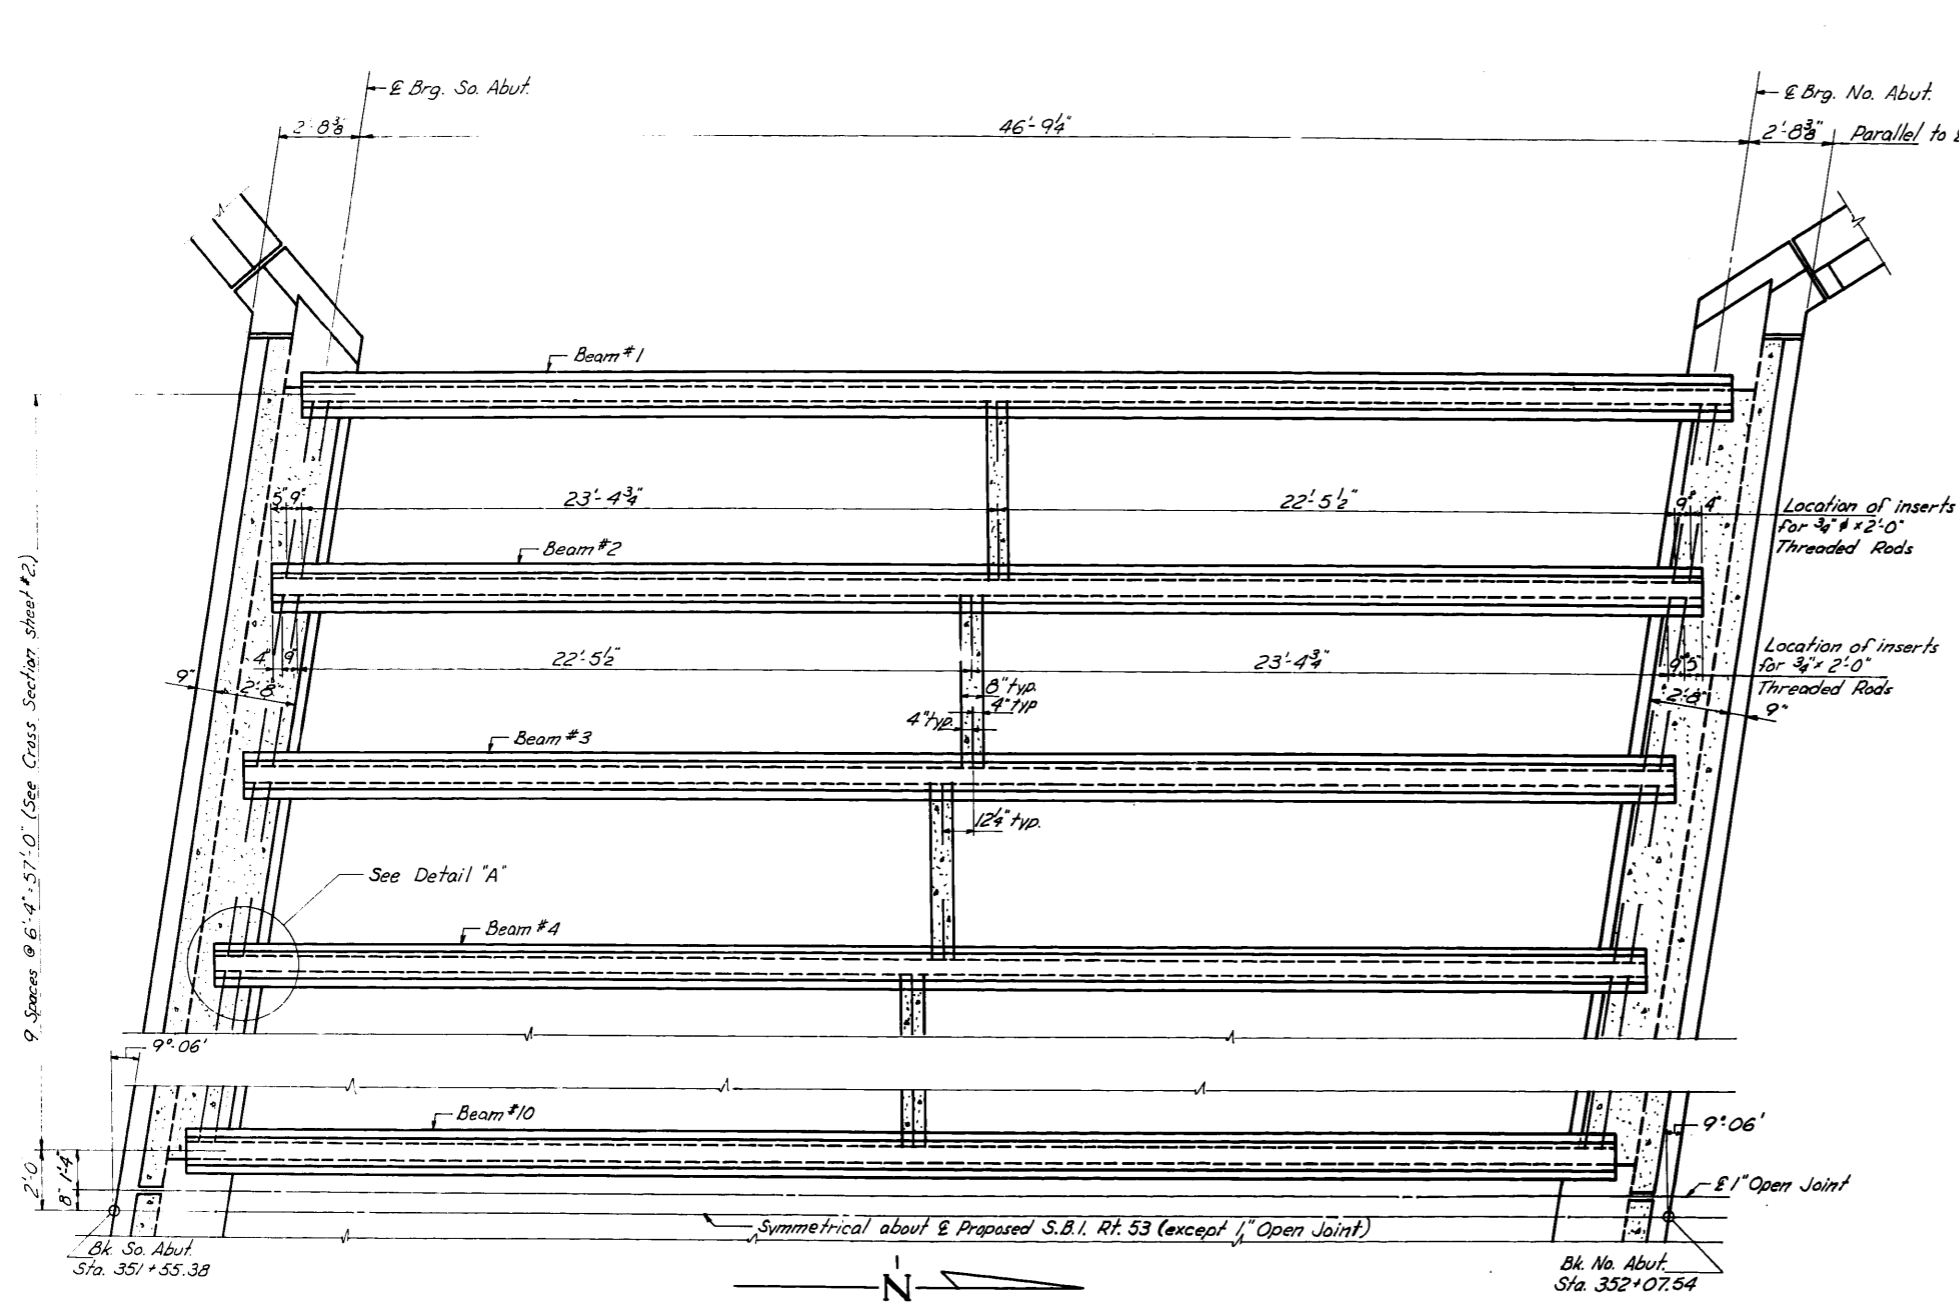 ℄ Brg. So. Abut.
℄ Brg. No. Abut.
2'-8⅜"
46'-9¼"
2'-8⅜"
Parallel to
Beam #1
5" 9"
23'-4¾"
22'-5½"
9" 4"
Location of inserts
for ¾" φ x 2'-0"
Threaded Rods
Beam #2
4" 9"
22'-5½"
23'-4¾"
9" 5"
Location of inserts
for ¾" x 2'-0"
Threaded Rods
9"
2'-8"
8" typ.
4" typ
4" typ.
2'-8"
9"
Beam #3
12¼" typ.
See Detail "A"
Beam #4
9 Spaces @ 6'-4" = 57'-0" (See Cross Section sheet #2.)
9°-06'
Beam #10
9°-06'
2'-0
8" 1'-4"
℄ 1" Open Joint
Symmetrical about ℄ Proposed S.B.I. Rt. 53 (except 1" Open Joint)
Bk. So. Abut.
Sta. 351+55.38
N
Bk. No. Abut.
Sta. 352+07.54